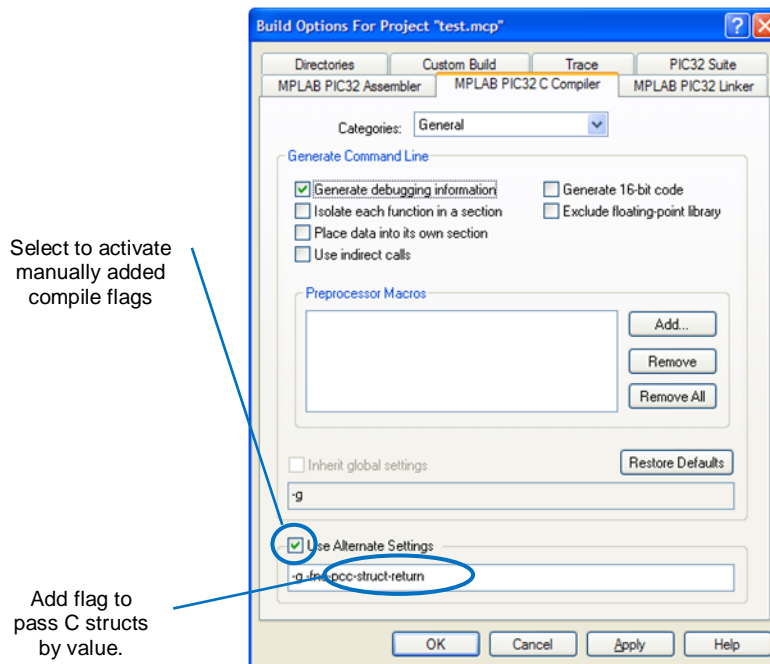 Build Options For Project "test.mcp"
Directories Custom Build Trace PIC32 Suite
MPLAB PIC32 Assembler MPLAB PIC32 C Compiler MPLAB PIC32 Linker
Categories: General
Generate Command Line
Generate debugging information Generate 16-bit code
Isolate each function in a section Exclude floating-point library
Place data into its own section
Use indirect calls
Select to activate
manually added
compile flags
Preprocessor Macros
Add...
Remove
Remove All
Inherit global settings Restore Defaults
-g
Use Alternate Settings
-g -fno-pcc-struct-return
Add flag to
pass C structs
by value.
OK Cancel Apply Help